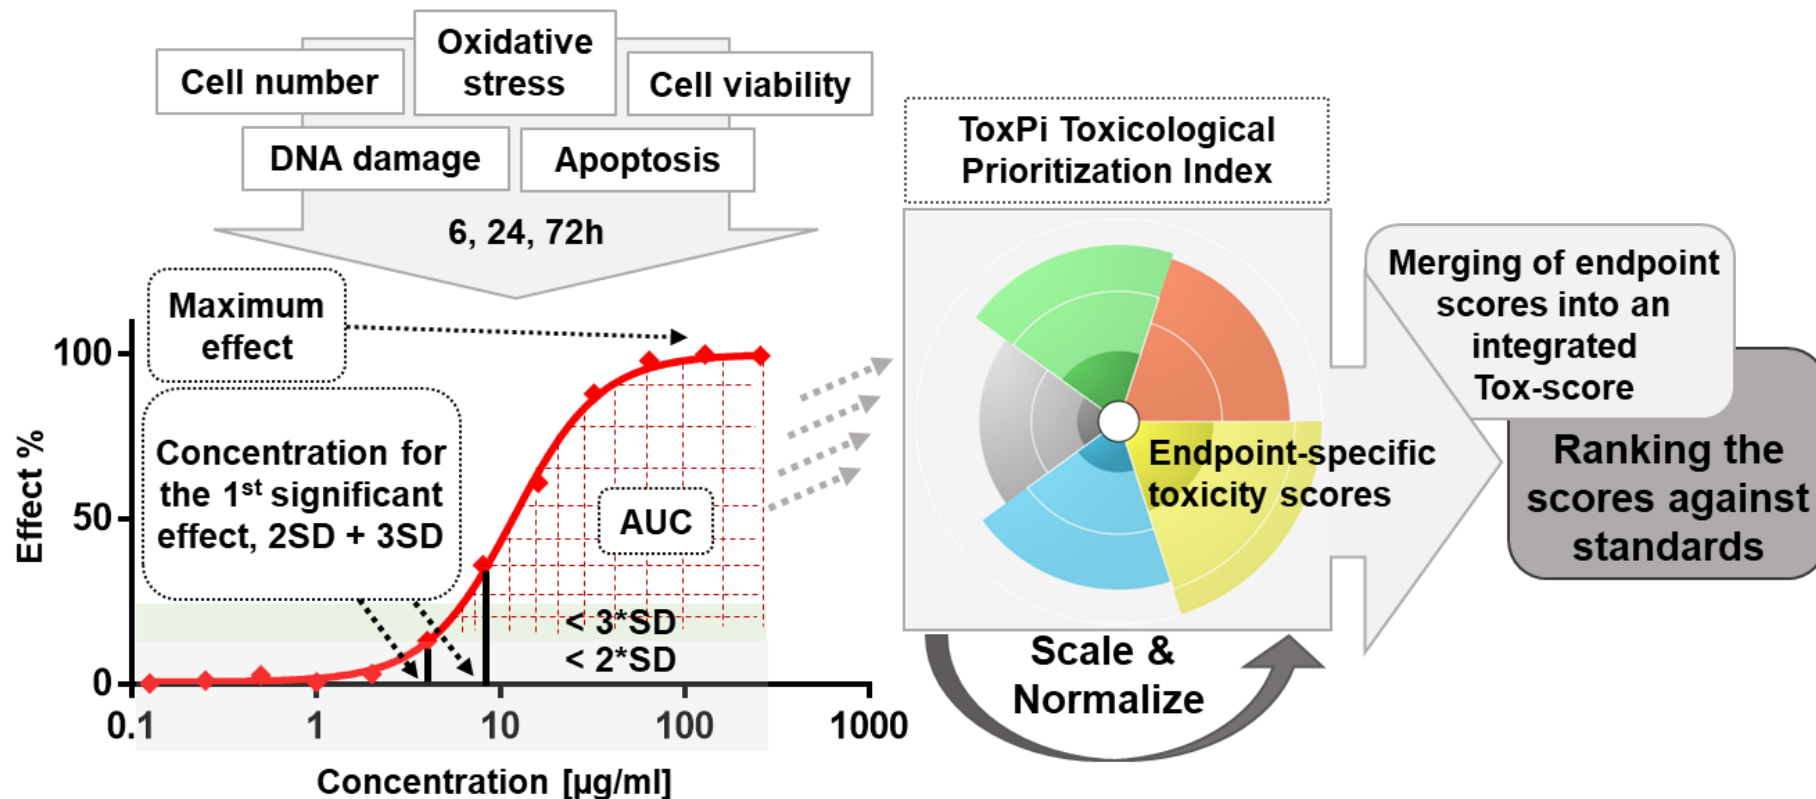 Cell number
Oxidative
stress
Cell viability
DNA damage
Apoptosis
6, 24, 72h
Maximum
effect
Concentration for
the 1st significant
effect, 2SD + 3SD
AUC
< 3*SD
< 2*SD
Effect %
100
50
0
0.1
1
10
100
1000
Concentration [µg/ml]
ToxPi Toxicological
Prioritization Index
Endpoint-specific
toxicity scores
Scale &
Normalize
Merging of endpoint
scores into an
integrated
Tox-score
Ranking the
scores against
standards